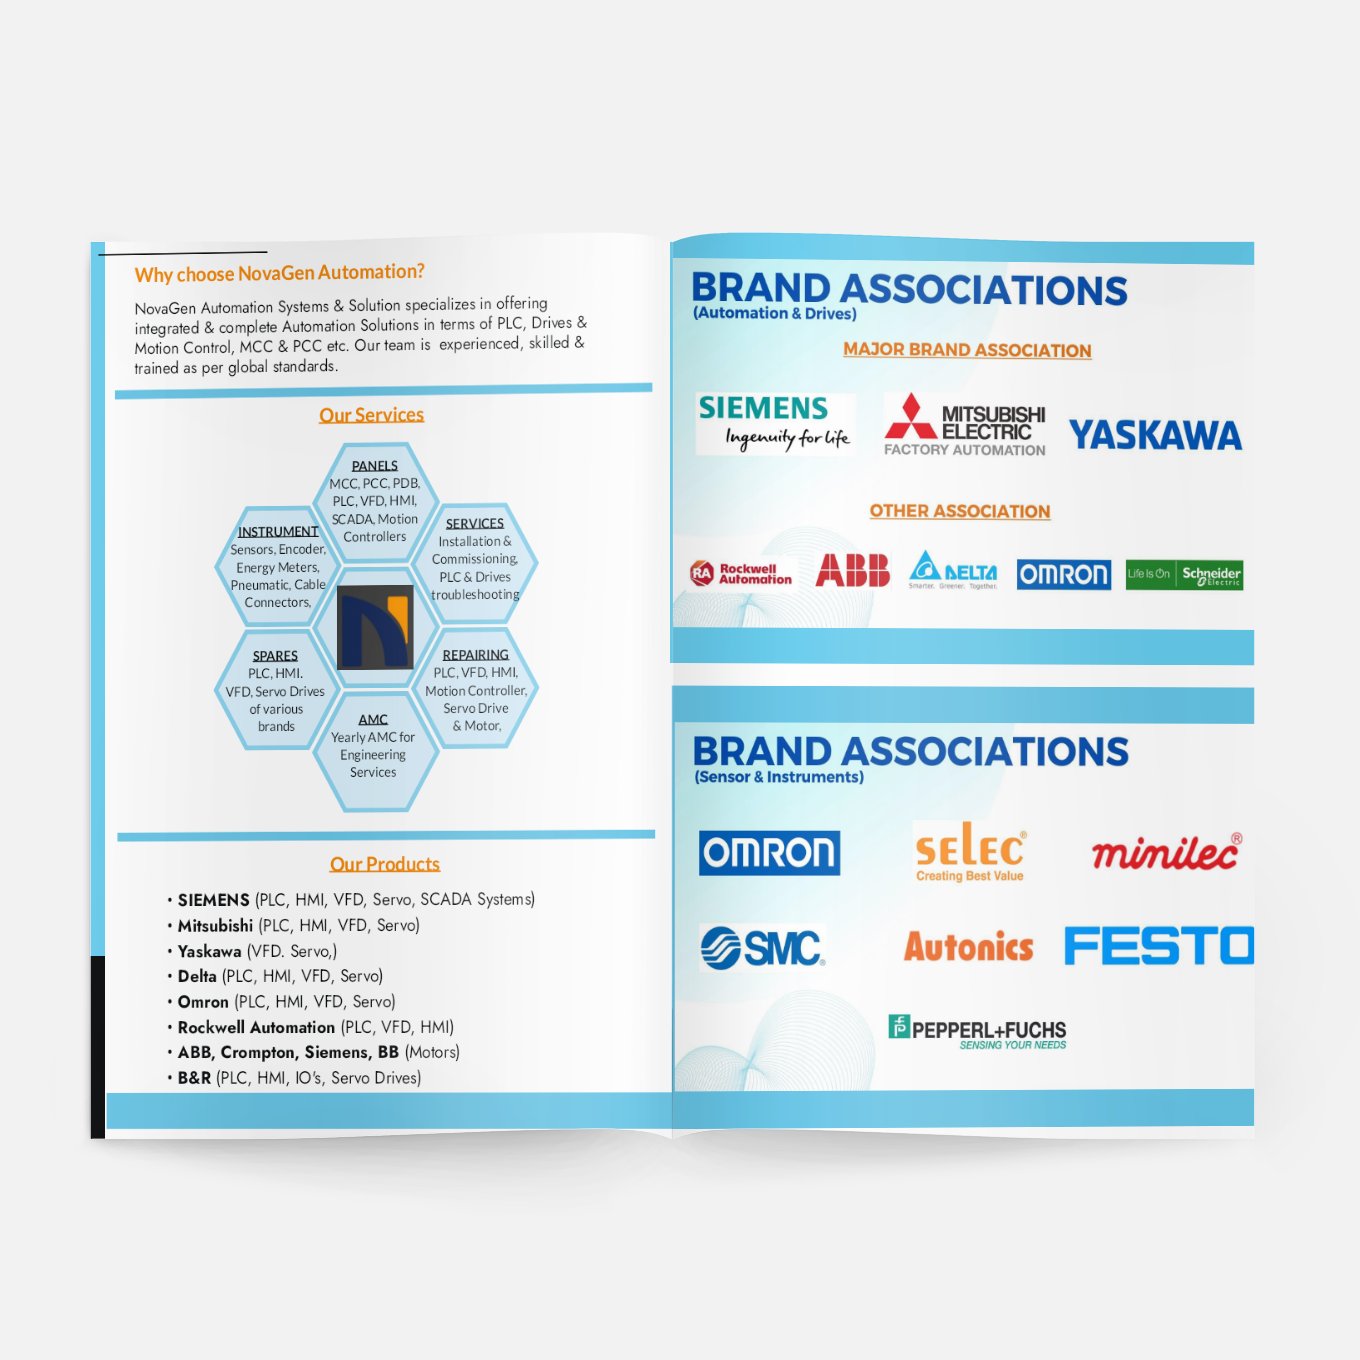 Why choose NovaGen Automation?
NovaGen Automation Systems & Solution specializes in offering
integrated & complete Automation Solutions in terms of PLC, Drives &
Motion Control, MCC & PCC etc. Our team is experienced, skilled &
trained as per global standards.
Our Services
PANELS
MCC, PCC, PDB,
PLC, VFD, HMI,
SCADA, Motion
Controllers
INSTRUMENT
Sensors, Encoder,
Energy Meters,
Pneumatic, Cable
Connectors,
SERVICES
Installation &
Commissioning,
PLC & Drives
troubleshooting
SPARES
PLC, HMI.
VFD, Servo Drives
of various
brands
REPAIRING
PLC, VFD, HMI,
Motion Controller,
Servo Drive
& Motor,
AMC
Yearly AMC for
Engineering
Services
Our Products
• SIEMENS (PLC, HMI, VFD, Servo, SCADA Systems)
• Mitsubishi (PLC, HMI, VFD, Servo)
• Yaskawa (VFD. Servo,)
• Delta (PLC, HMI, VFD, Servo)
• Omron (PLC, HMI, VFD, Servo)
• Rockwell Automation (PLC, VFD, HMI)
• ABB, Crompton, Siemens, BB (Motors)
• B&R (PLC, HMI, IO's, Servo Drives)
BRAND ASSOCIATIONS
(Automation & Drives)
MAJOR BRAND ASSOCIATION
SIEMENS
Ingenuity for life
MITSUBISHI
ELECTRIC
FACTORY AUTOMATION
YASKAWA
OTHER ASSOCIATION
RA
Rockwell
Automation
ABB
DELTA
Smarter. Greener. Together.
OMRON
Life Is On
Schneider
Electric
BRAND ASSOCIATIONS
(Sensor & Instruments)
OMRON
selec®
Creating Best Value
minilec®
SMC®
Autonics
FESTO
PEPPERL+FUCHS
SENSING YOUR NEEDS